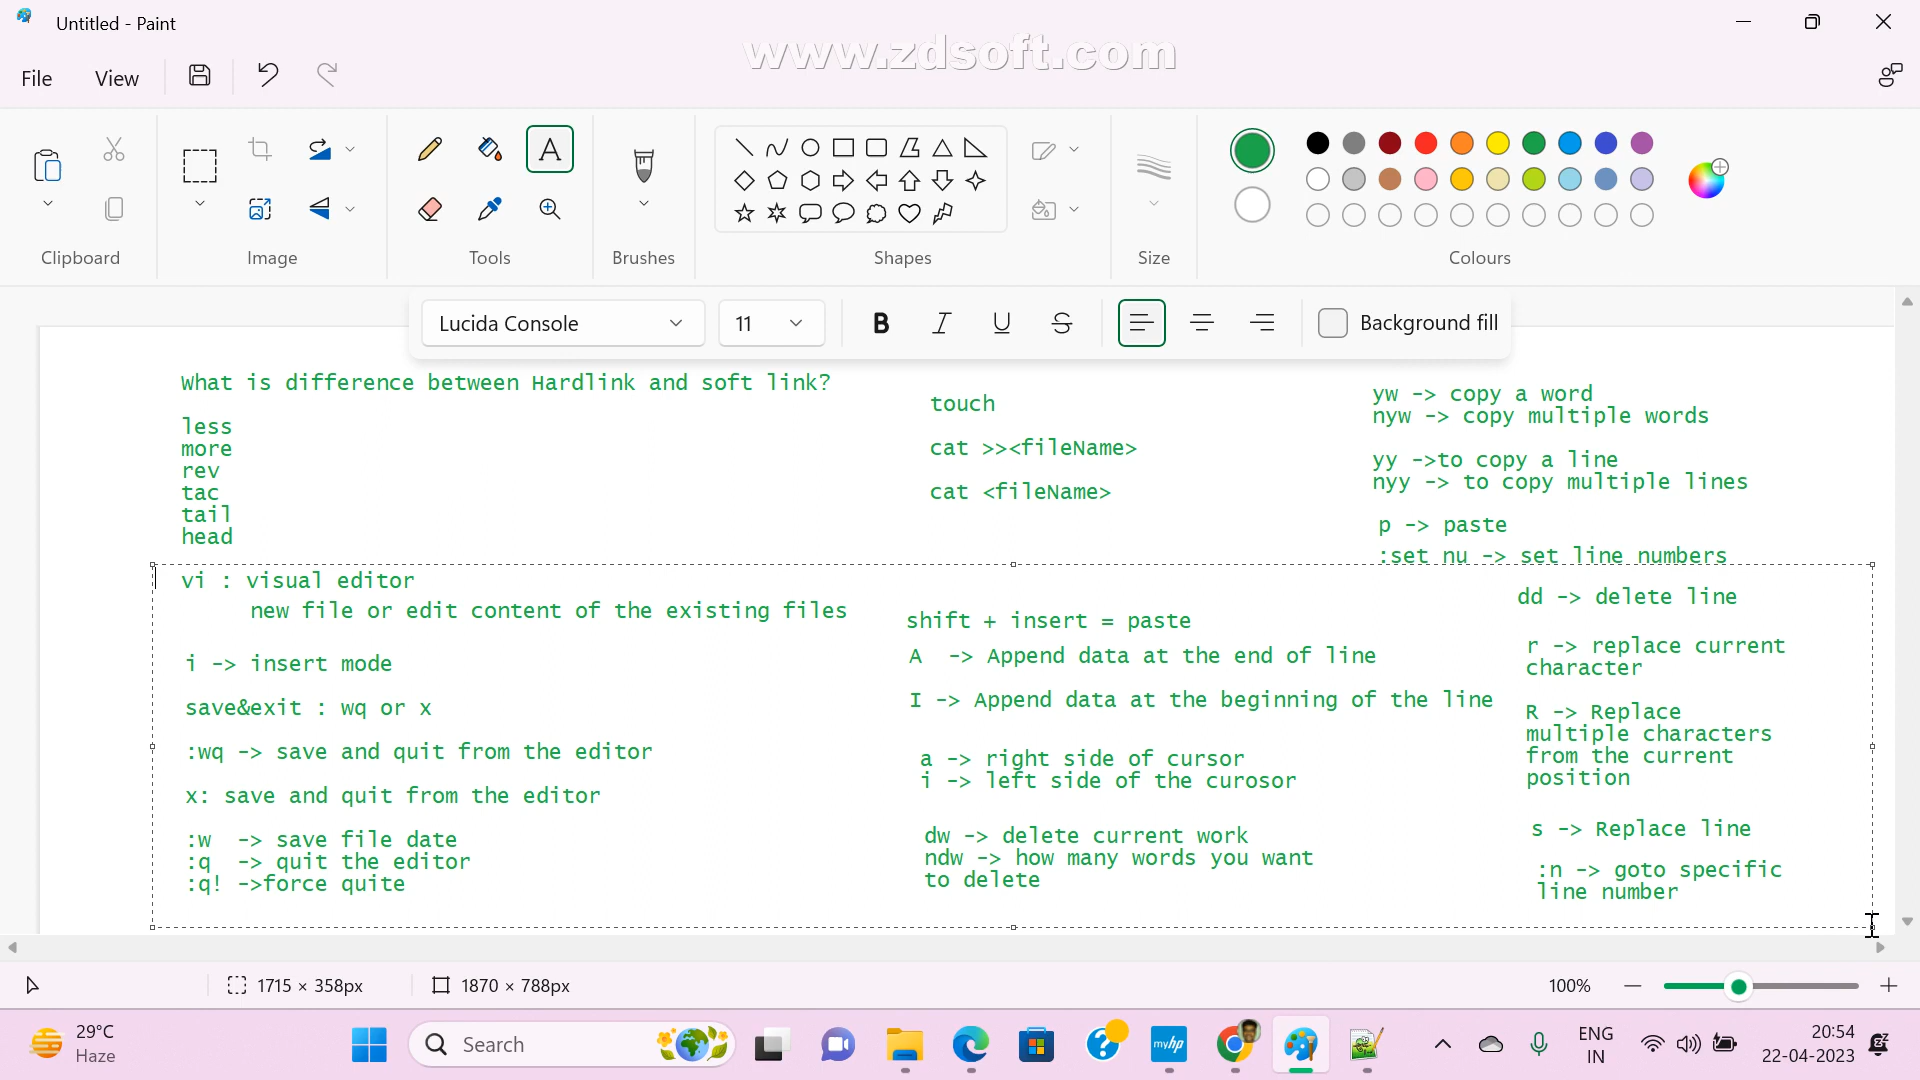 Untitled - Paint
www.zdsoft.com
File
View
Clipboard
Image
Tools
Brushes
Shapes
Size
Colours
Lucida Console
11
Background fill
What is difference between Hardlink and soft link?
less
more
rev
tac
tail
head
touch
cat >><fileName>
cat <fileName>
yw -> copy a word
nyw -> copy multiple words
yy ->to copy a line
nyy -> to copy multiple lines
p -> paste
:set nu -> set line numbers
vi : visual editor
new file or edit content of the existing files
i -> insert mode
save&exit : wq or x
:wq -> save and quit from the editor
x: save and quit from the editor
:w  -> save file date
:q  -> quit the editor
:q! ->force quite
shift + insert = paste
A  -> Append data at the end of line
I -> Append data at the beginning of the line
a -> right side of cursor
i -> left side of the curosor
dw -> delete current work
ndw -> how many words you want
to delete
dd -> delete line
r -> replace current
character
R -> Replace
multiple characters
from the current
position
s -> Replace line
:n -> goto specific
line number
1715 × 358px
1870 × 788px
100%
29°C
Haze
Search
myhp
ENG
IN
20:54
22-04-2023